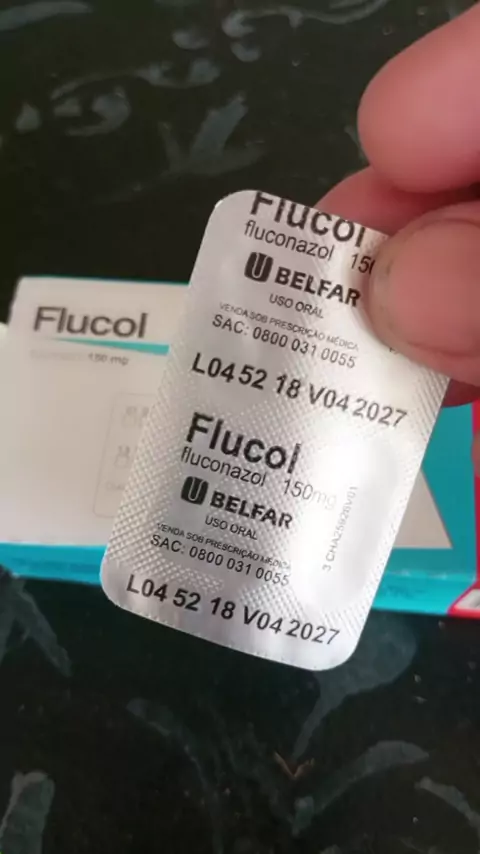 Flucol
fluconazol 150
BELFAR
USO ORAL
VENDA SOB PRESCRIÇÃO MÉDICA
SAC: 0800 031 0055
L04 52 18 V04 2027
Flucol
fluconazol 150mg
BELFAR
USO ORAL
VENDA SOB PRESCRIÇÃO MÉDICA
SAC: 0800 031 0055
L04 52 18 V04 2027
Flucol
150 mg